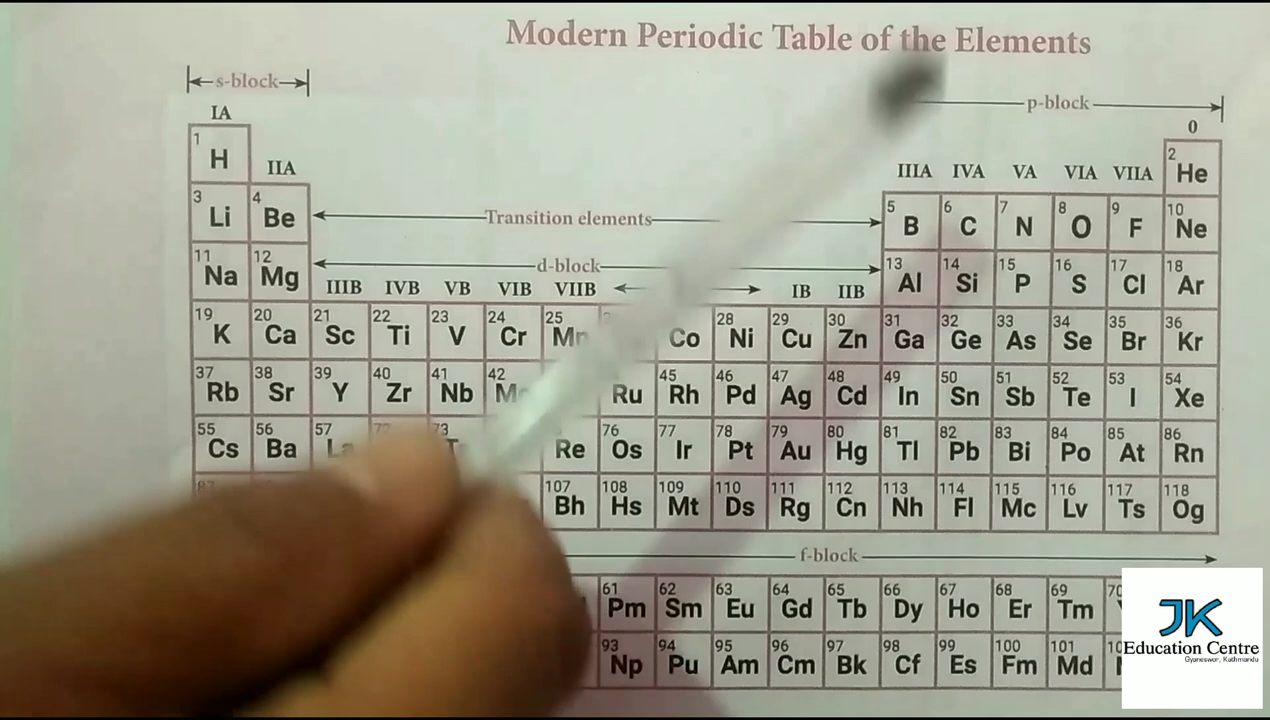 Modern Periodic Table of the Elements
s-block
p-block
IA
0
1 H
IIA
IIIA IVA VA VIA VIIA
2 He
3 Li 4 Be
Transition elements
5 B 6 C 7 N 8 O 9 F 10 Ne
11 Na 12 Mg
d-block
13 Al 14 Si 15 P 16 S 17 Cl 18 Ar
IIIB IVB VB VIB VIIB IB IIB
19 K 20 Ca 21 Sc 22 Ti 23 V 24 Cr 25 Mn Co 28 Ni 29 Cu 30 Zn 31 Ga 32 Ge 33 As 34 Se 35 Br 36 Kr
37 Rb 38 Sr 39 Y 40 Zr 41 Nb 42 Ru 45 Rh 46 Pd 47 Ag 48 Cd 49 In 50 Sn 51 Sb 52 Te 53 I 54 Xe
55 Cs 56 Ba 57 La 73 Re 76 Os 77 Ir 78 Pt 79 Au 80 Hg 81 Tl 82 Pb 83 Bi 84 Po 85 At 86 Rn
107 Bh 108 Hs 109 Mt 110 Ds 111 Rg 112 Cn 113 Nh 114 Fl 115 Mc 116 Lv 117 Ts 118 Og
f-block
61 Pm 62 Sm 63 Eu 64 Gd 65 Tb 66 Dy 67 Ho 68 Er 69 Tm
93 Np 94 Pu 95 Am 96 Cm 97 Bk 98 Cf 99 Es 100 Fm 101 Md
JK
Education Centre
Gyaneswor, Kathmandu